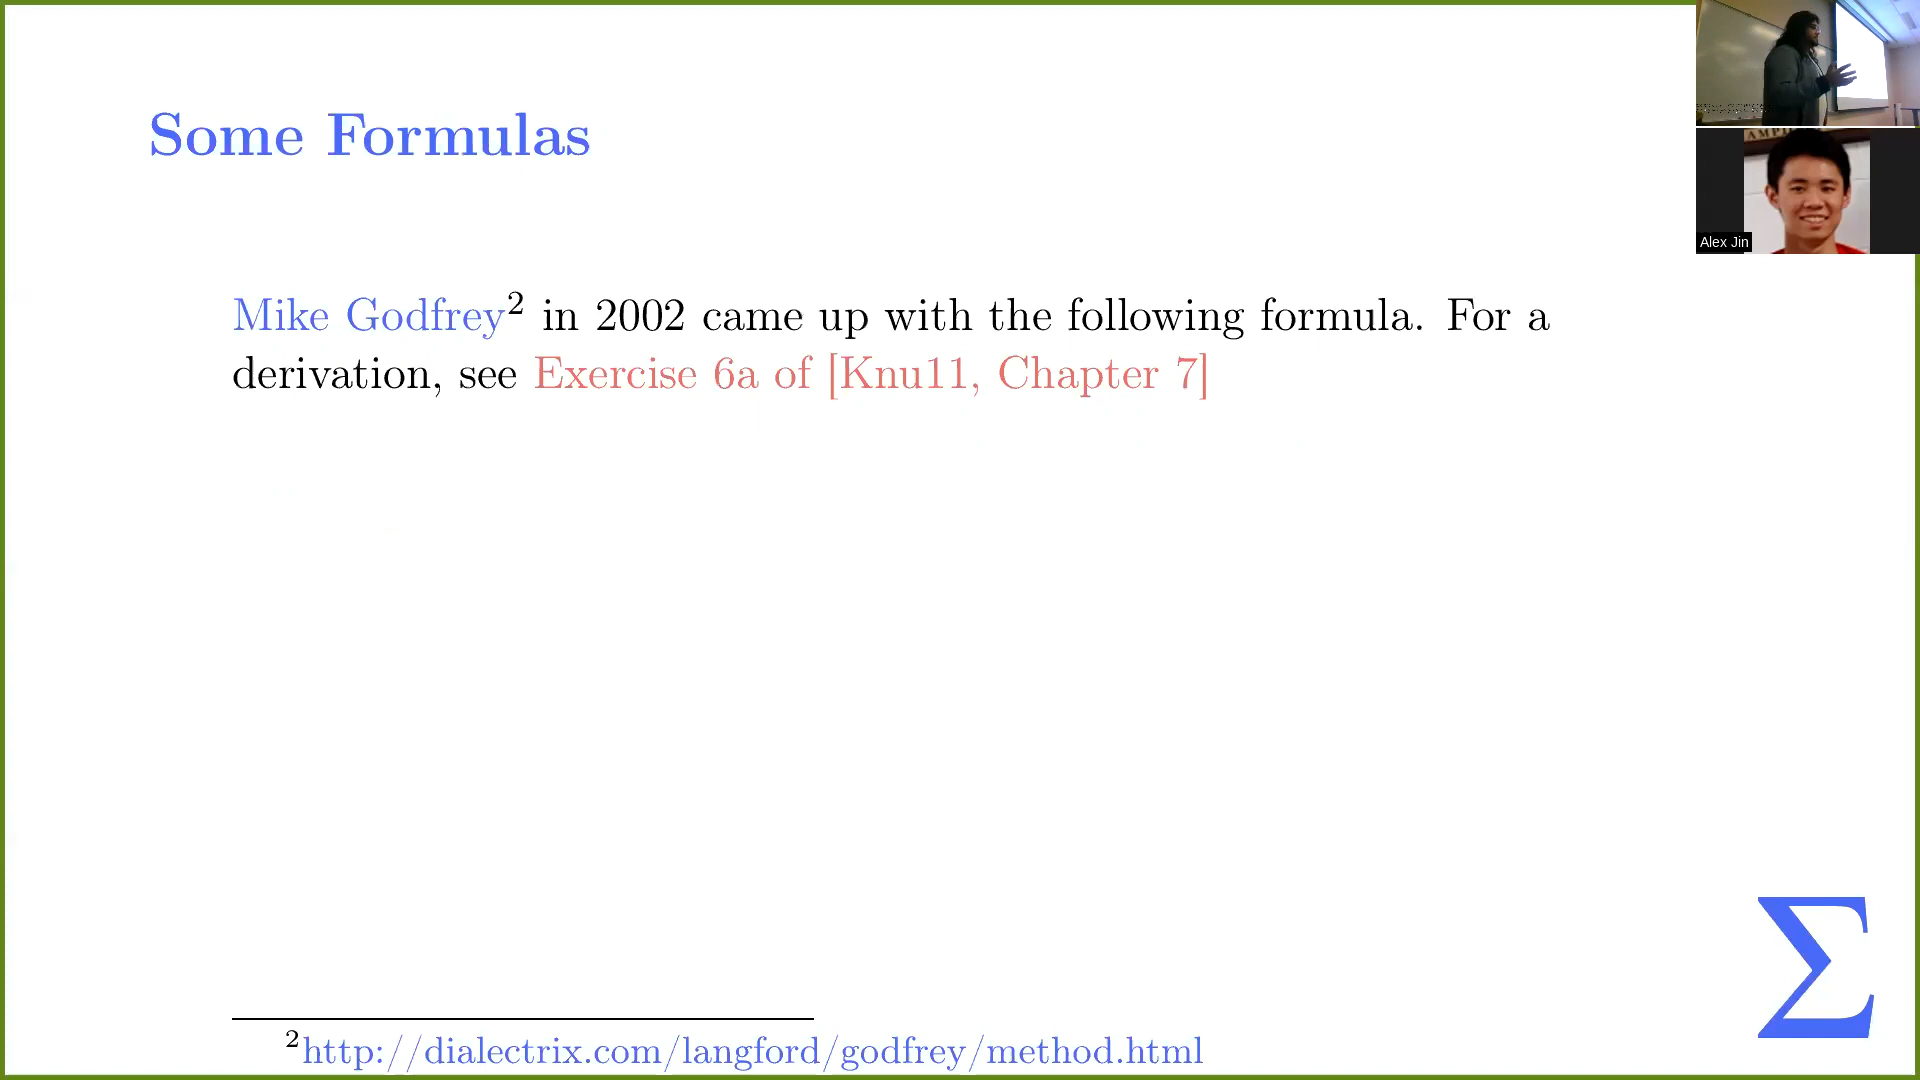 Some Formulas
Mike Godfrey² in 2002 came up with the following formula. For a
derivation, see Exercise 6a of [Knu11, Chapter 7]
Σ
²http://dialectrix.com/langford/godfrey/method.html
Alex Jin